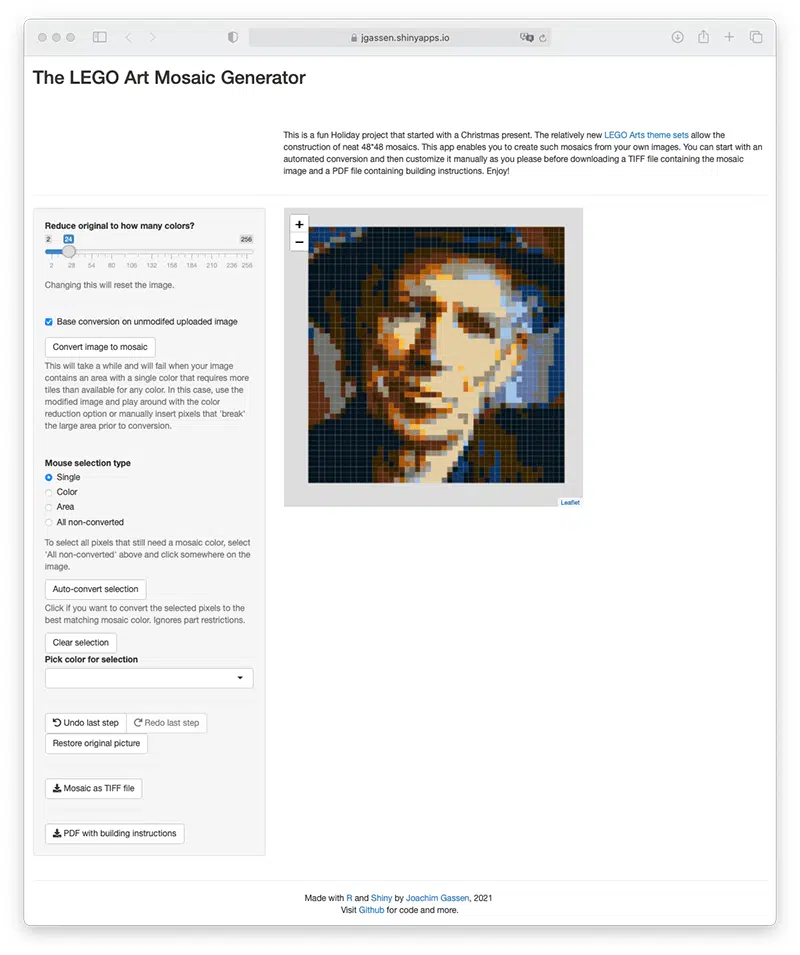 jgassen.shinyapps.io
The LEGO Art Mosaic Generator
This is a fun Holiday project that started with a Christmas present. The relatively new LEGO Arts theme sets allow the
construction of neat 48*48 mosaics. This app enables you to create such mosaics from your own images. You can start with an
automated conversion and then customize it manually as you please before downloading a TIFF file containing the mosaic
image and a PDF file containing building instructions. Enjoy!
Reduce original to how many colors?
2 24 256
2 28 54 80 106 132 156 184 210 236 256
Changing this will reset the image.
Base conversion on unmodifed uploaded image
Convert image to mosaic
This will take a while and will fail when your image
contains an area with a single color that requires more
tiles than available for any color. In this case, use the
modified image and play around with the color
reduction option or manually insert pixels that 'break'
the large area prior to conversion.
Mouse selection type
Single
Color
Area
All non-converted
To select all pixels that still need a mosaic color, select
'All non-converted' above and click somewhere on the
image.
Auto-convert selection
Click if you want to convert the selected pixels to the
best matching mosaic color. Ignores part restrictions.
Clear selection
Pick color for selection
Undo last step Redo last step
Restore original picture
Mosaic as TIFF file
PDF with building instructions
+
−
Leaflet
Made with R and Shiny by Joachim Gassen, 2021
Visit Github for code and more.